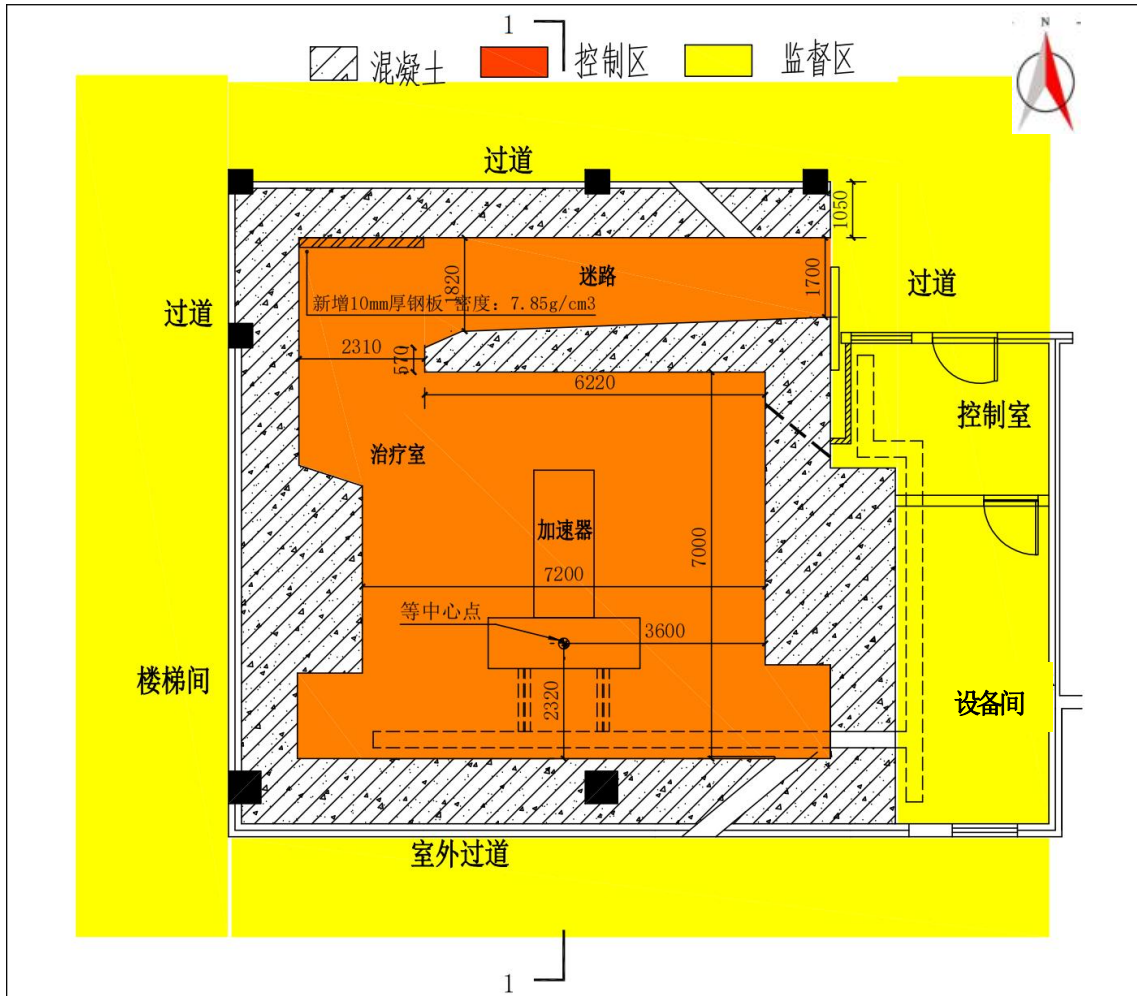 1
N
混凝土
控制区
监督区
过道
1050
迷路
1820
1700
过道
过道
新增10mm厚钢板 密度：7.85g/cm3
2310
570
6220
控制室
治疗室
加速器
7000
7200
等中心点
3600
楼梯间
2320
设备间
室外过道
1